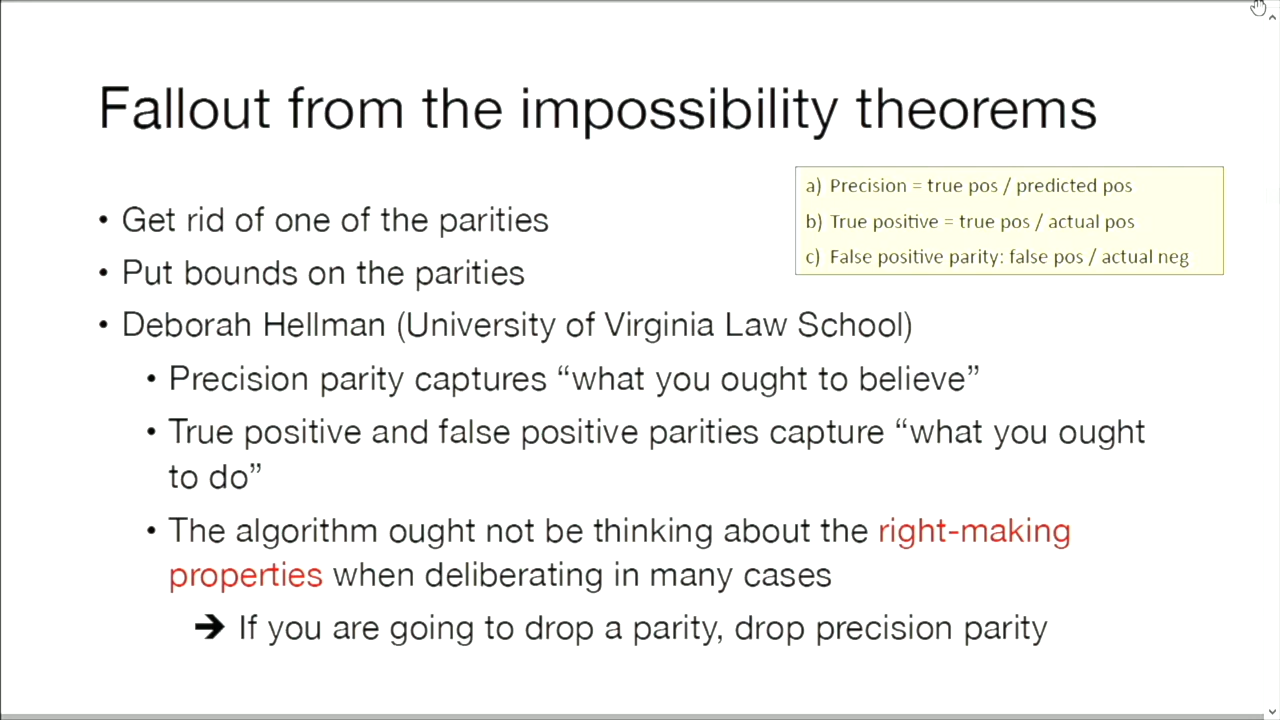 Fallout from the impossibility theorems
a) Precision = true pos / predicted pos
b) True positive = true pos / actual pos
c) False positive parity: false pos / actual neg
• Get rid of one of the parities
• Put bounds on the parities
• Deborah Hellman (University of Virginia Law School)
• Precision parity captures “what you ought to believe”
• True positive and false positive parities capture “what you ought
to do”
• The algorithm ought not be thinking about the right-making
properties when deliberating in many cases
➔ If you are going to drop a parity, drop precision parity